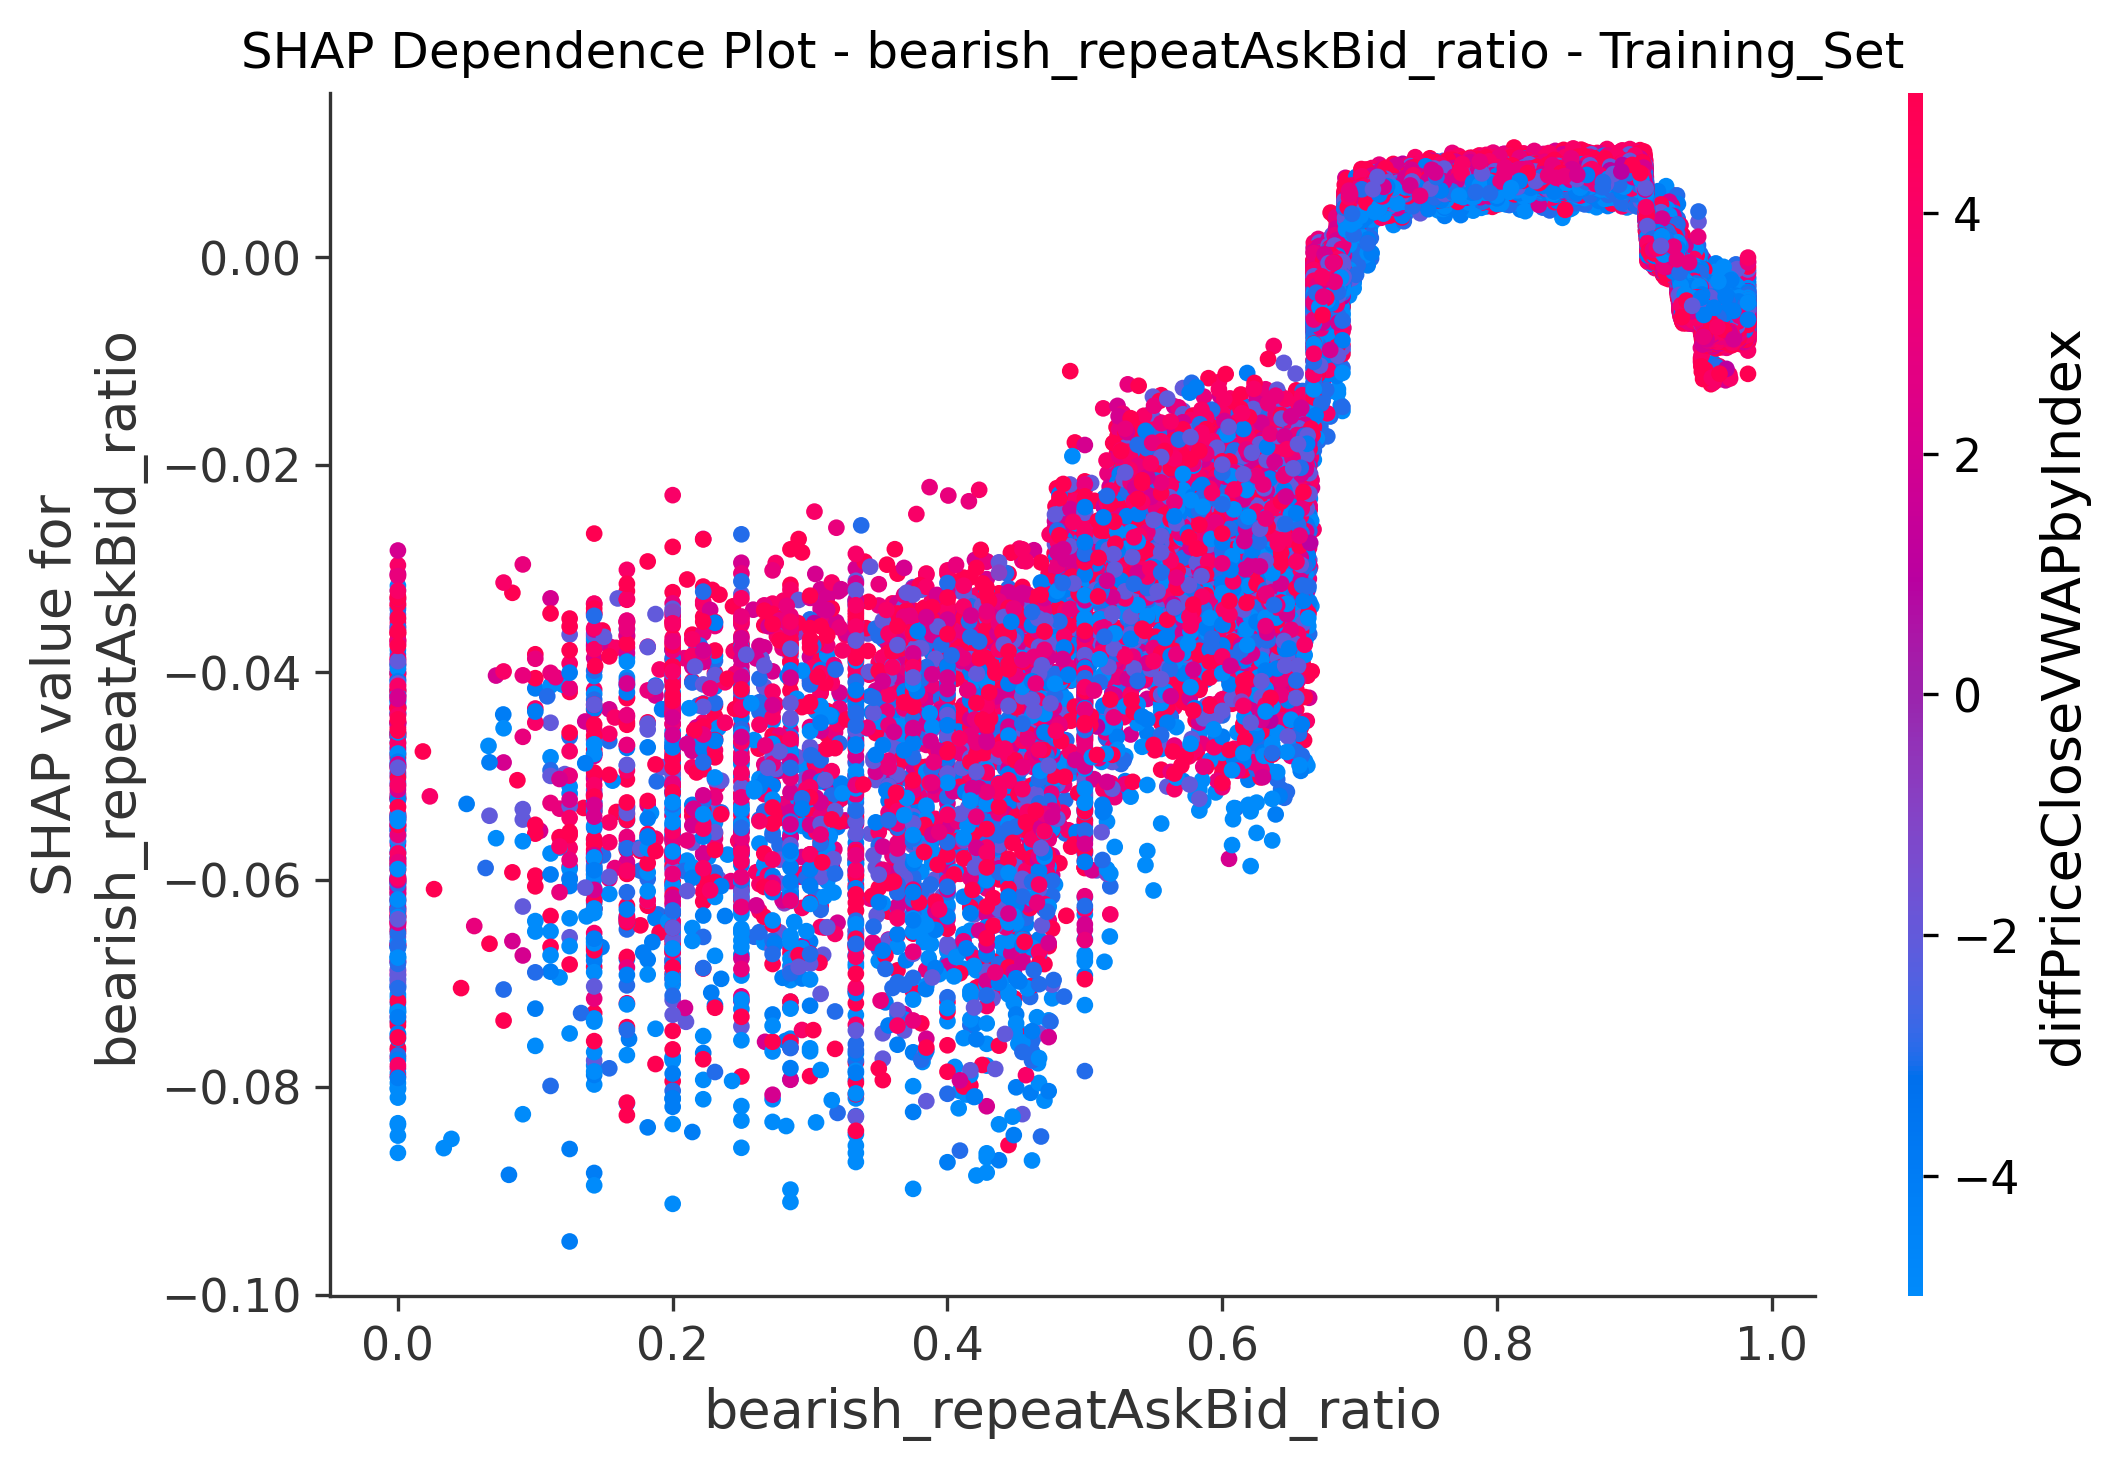 SHAP Dependence Plot - bearish_repeatAskBid_ratio - Training_Set
SHAP value for
bearish_repeatAskBid_ratio
0.00
−0.02
−0.04
−0.06
−0.08
−0.10
0.0 0.2 0.4 0.6 0.8 1.0
bearish_repeatAskBid_ratio
4
2
0
−2
−4
diffPriceCloseVWAPbyIndex